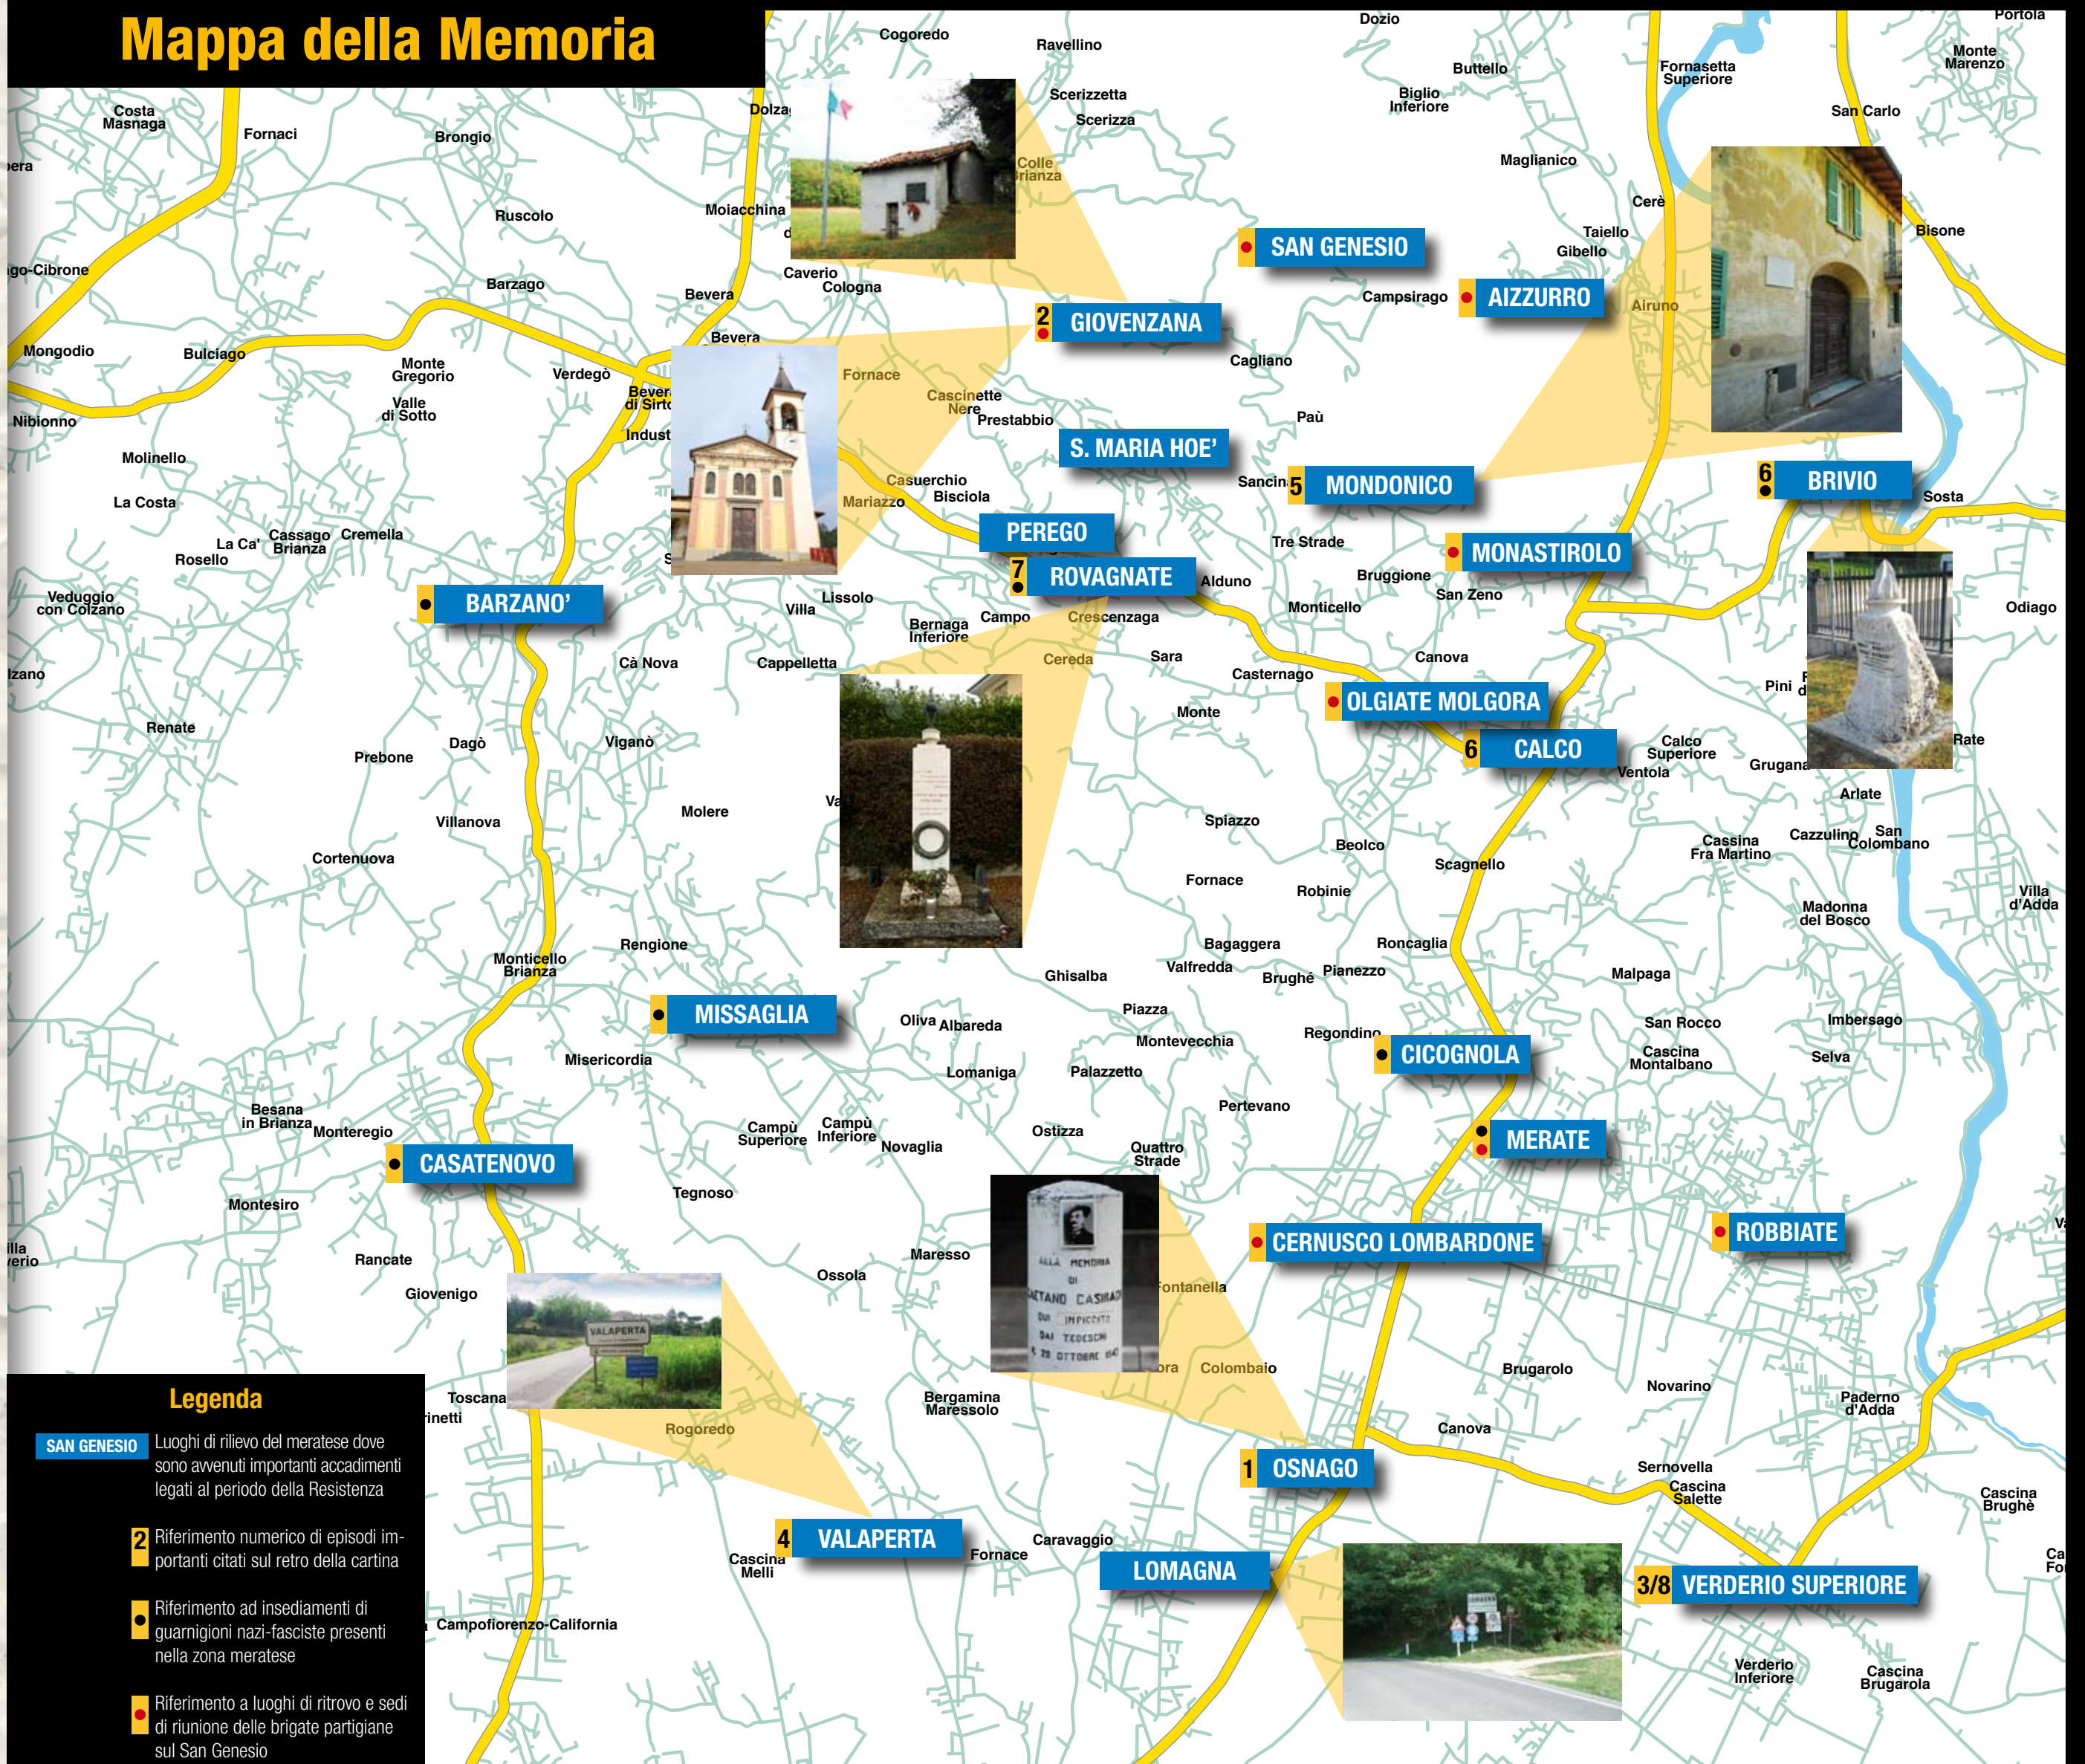 Mappa della Memoria
Cogoredo
Ravellino
Dozio
Portola
Monte
Marenzo
Buttello
Fornasetta
Superiore
Biglio
Inferiore
San Carlo
Scerizzetta
Scerizza
Costa
Masnaga
Fornaci
Brongio
Colle
Maglianico
Cerè
Ruscolo
Moiacchina
Taiello
Gibello
Bisone
SAN GENESIO
Caverio
Cologna
Barzago
Bevera
Campsirago
AIZZURRO
Airuno
2
GIOVENZANA
Bevera
Mongodio
Bulciago
Monte
Gregorio
Verdegò
Fornace
Cagliano
Valle
di Sotto
Cascinette
Nere
Prestabbio
Paù
Nibionno
S. MARIA HOE'
Molinello
Casuerchio
Bisciola
Mariazzo
5
MONDONICO
6
BRIVIO
Sosta
La Costa
PEREGO
Cassago
Brianza
Cremella
La Ca'
Rosello
Tre Strade
MONASTIROLO
7
ROVAGNATE
Alduno
Bruggione
San Zeno
Veduggio
con Colzano
BARZANO'
Lissolo
Villa
Campo
Crescenzaga
Monticello
Odiago
Bernaga
Inferiore
Cà Nova
Cappelletta
Cereda
Sara
Casternago
Canova
Pini
OLGIATE MOLGORA
Monte
Renate
Prebone
Dagò
Viganò
6
CALCO
Calco
Superiore
Ventola
Grugana
Rate
Arlate
Molere
Villanova
Spiazzo
Beolco
Cazzulino
San
Colombano
Cassina
Fra Martino
Cortenuova
Scagnello
Fornace
Robinie
Villa
d'Adda
Madonna
del Bosco
Rengione
Bagaggera
Roncaglia
Monticello
Brianza
Valfredda
Brughé
Pianezzo
Ghisalba
Malpaga
MISSAGLIA
Oliva
Albareda
Piazza
Montevecchia
Regondino
San Rocco
Imbersago
CICOGNOLA
Cascina
Montalbano
Selva
Misericordia
Lomaniga
Palazzetto
Pertevano
Besana
in Brianza
Monteregio
Campù
Superiore
Campù
Inferiore
Novaglia
Ostizza
Quattro
Strade
MERATE
CASATENOVO
Tegnoso
Montesiro
ALLA MEMORIA
DI
QUI IMPICCATO
DAI TEDESCHI
CERNUSCO LOMBARDONE
ROBBIATE
Rancate
Giovenigo
Maresso
Ossola
Fontanella
VALAPERTA
Colombaio
Brugarolo
Novarino
Paderno
d'Adda
Toscana
Bergamina
Maressolo
Rogoredo
Canova
1
OSNAGO
Sernovella
Cascina
Salette
Cascina
Brughè
4
VALAPERTA
Cascina
Melli
Fornace
Caravaggio
LOMAGNA
3/8
VERDERIO SUPERIORE
Campofiorenzo-California
Verderio
Inferiore
Cascina
Brugarola
Legenda
SAN GENESIO
Luoghi di rilievo del meratese dove
sono avvenuti importanti accadimenti
legati al periodo della Resistenza
2
Riferimento numerico di episodi im-
portanti citati sul retro della cartina
Riferimento ad insediamenti di
guarnigioni nazi-fasciste presenti
nella zona meratese
Riferimento a luoghi di ritrovo e sedi
di riunione delle brigate partigiane
sul San Genesio